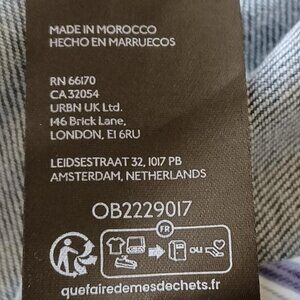 MADE IN MOROCCO
HECHO EN MARRUECOS
RN 66170
CA 32054
URBN UK Ltd.
146 Brick Lane,
LONDON, E1 6RU
LEIDSESTRAAT 32, 1017 PB
AMSTERDAM, NETHERLANDS
OB2229017
FR
ou
quefairedemesdechets.fr